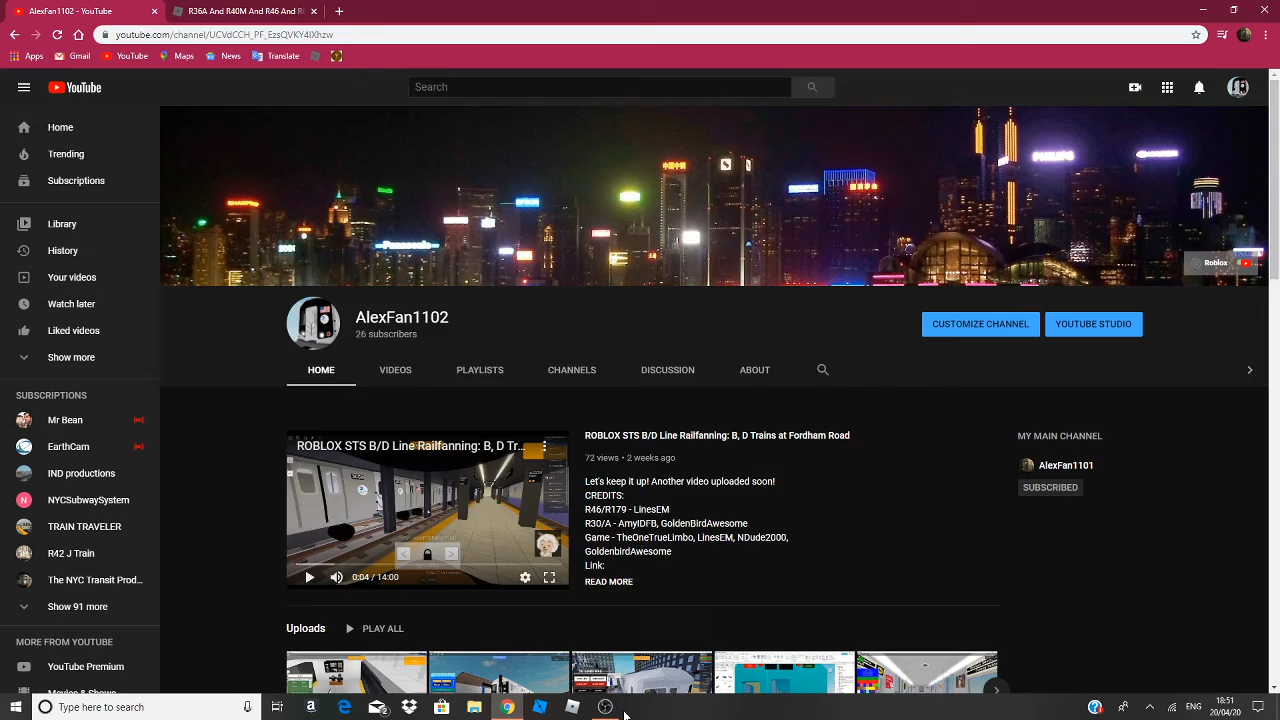 AlexFan1102 - YouTube
R36A And R40M R46 And R
youtube.com/channel/UCVdCCH_PF_EzsQVKY4IXhzw
Apps Gmail YouTube Maps News Translate
YouTube
Search
Home
Trending
Subscriptions
Library
History
Your videos
Watch later
Liked videos
Show more
SUBSCRIPTIONS
Mr Bean
EarthCam
IND productions
NYCSubwaySystem
TRAIN TRAVELER
R42 J Train
The NYC Transit Prod...
Show 91 more
MORE FROM YOUTUBE
YouTube Premium
Movies & Shows
SHARP
Panasonic
PHILIPS
Roblox
AlexFan1102
26 subscribers
CUSTOMIZE CHANNEL
YOUTUBE STUDIO
HOME VIDEOS PLAYLISTS CHANNELS DISCUSSION ABOUT
ROBLOX STS B/D Line Railfanning: B, D Tr...
0:04 / 14:00
ROBLOX STS B/D Line Railfanning: B, D Trains at Fordham Road
72 views • 2 weeks ago
Let's keep it up! Another video uploaded soon!
CREDITS:
R46/R179 - LinesEM
R30/A - AmyIDFB, GoldenBirdAwesome
Game - TheOneTrueLimbo, LinesEM, NDude2000,
GoldenbirdAwesome
Link:
READ MORE
MY MAIN CHANNEL
AlexFan1101
SUBSCRIBED
Uploads PLAY ALL
Type here to search
18:51
20/04/20